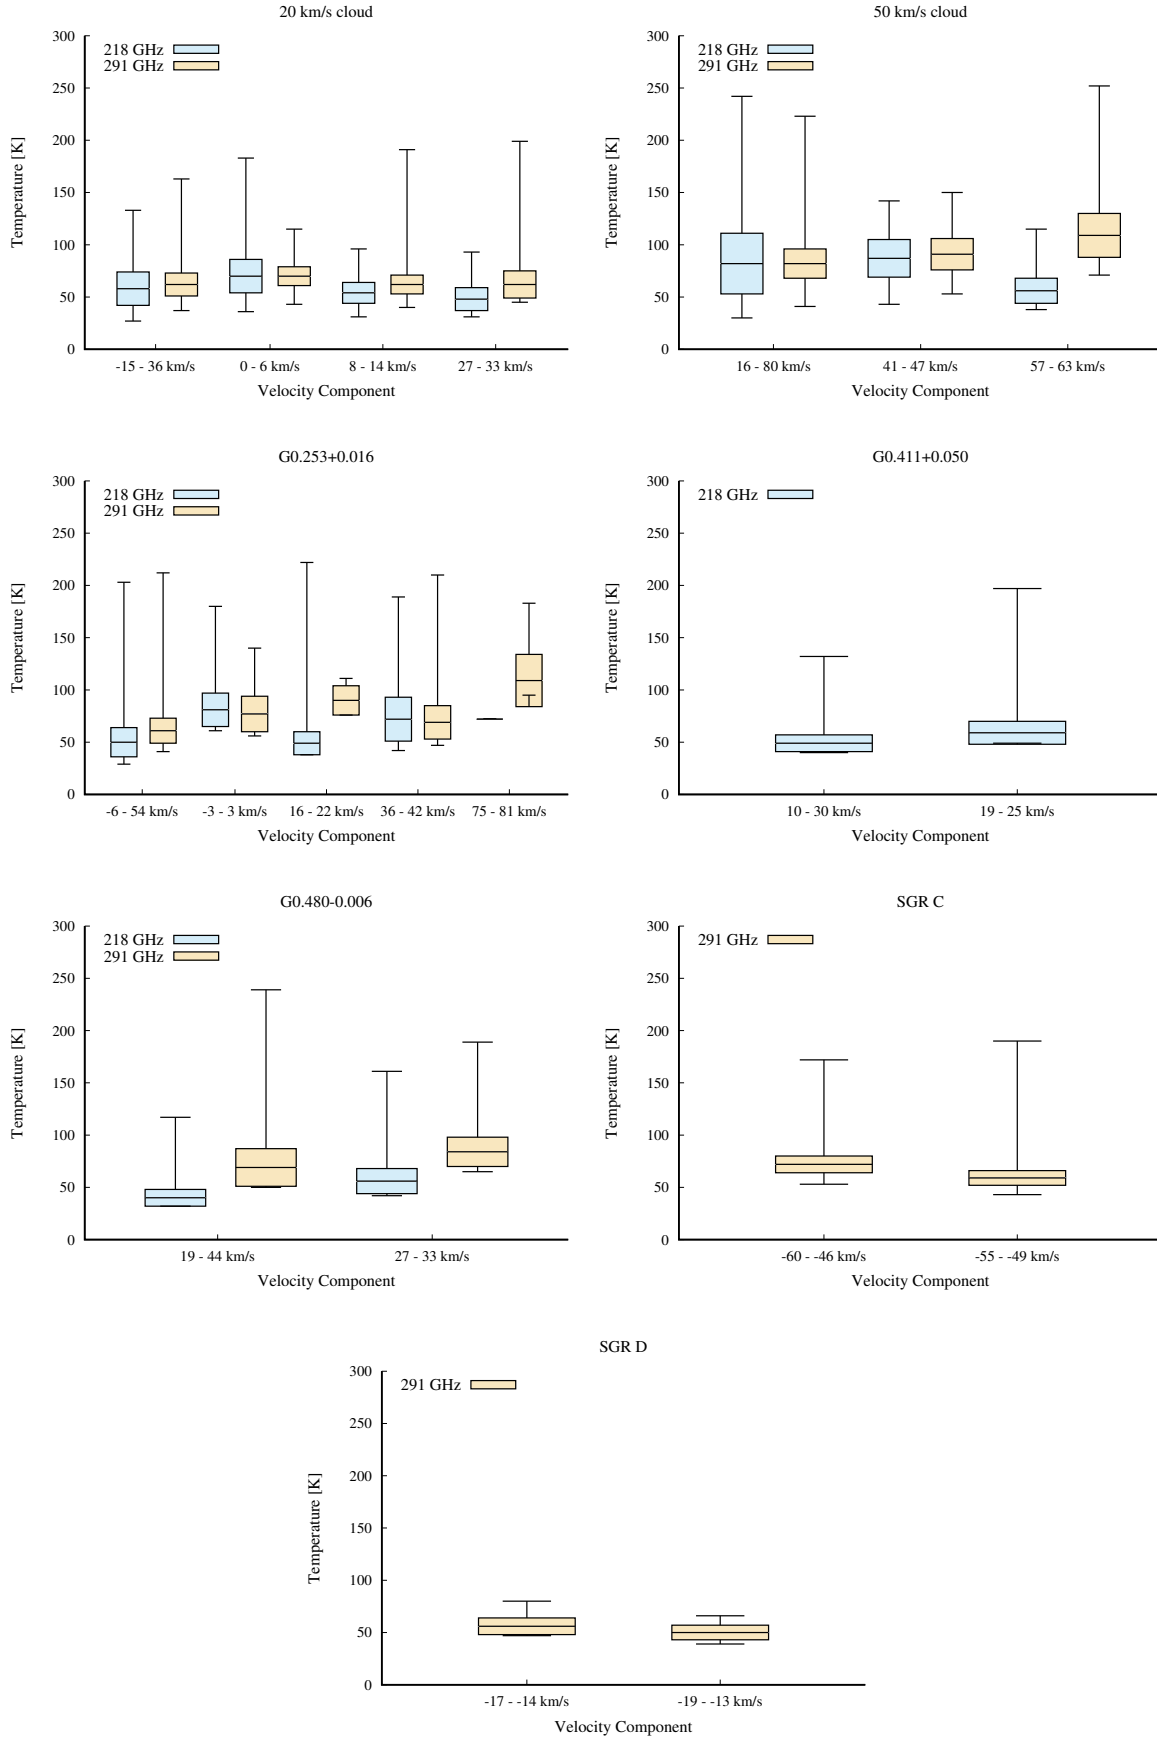 20 km/s cloud
300
250
200
150
100
50
0
Temperature [K]
218 GHz
291 GHz
-15 - 36 km/s
0 - 6 km/s
8 - 14 km/s
27 - 33 km/s
Velocity Component
50 km/s cloud
300
250
200
150
100
50
0
Temperature [K]
218 GHz
291 GHz
16 - 80 km/s
41 - 47 km/s
57 - 63 km/s
Velocity Component
G0.253+0.016
300
250
200
150
100
50
0
Temperature [K]
218 GHz
291 GHz
-6 - 54 km/s
-3 - 3 km/s
16 - 22 km/s
36 - 42 km/s
75 - 81 km/s
Velocity Component
G0.411+0.050
300
250
200
150
100
50
0
Temperature [K]
218 GHz
10 - 30 km/s
19 - 25 km/s
Velocity Component
G0.480-0.006
300
250
200
150
100
50
0
Temperature [K]
218 GHz
291 GHz
19 - 44 km/s
27 - 33 km/s
Velocity Component
SGR C
300
250
200
150
100
50
0
Temperature [K]
291 GHz
-60 - -46 km/s
-55 - -49 km/s
Velocity Component
SGR D
300
250
200
150
100
50
0
Temperature [K]
291 GHz
-17 - -14 km/s
-19 - -13 km/s
Velocity Component